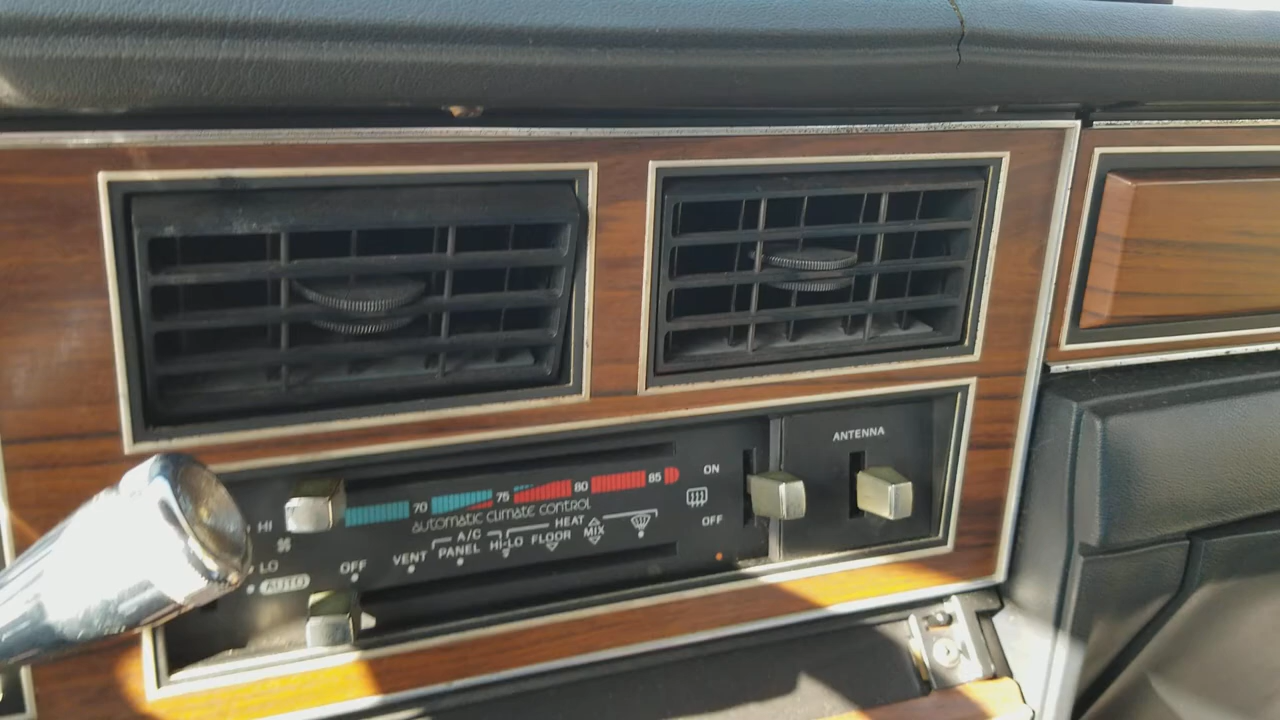 ANTENNA
70 75 80 85
ON
automatic climate control
HI
HEAT
OFF
A/C
VENT PANEL HI-LO FLOOR MIX
LO
OFF
AUTO